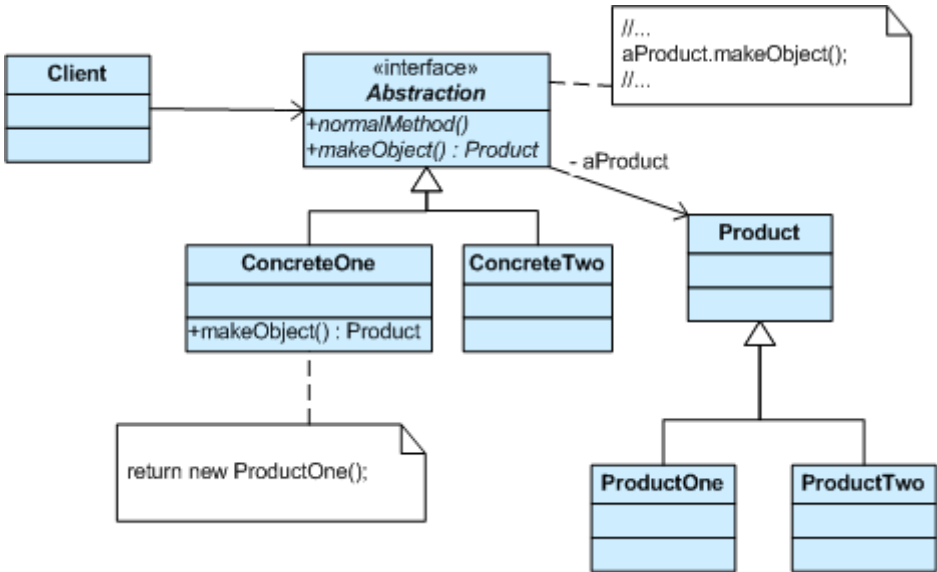 //...
aProduct.makeObject();
//...
Client
«interface»
Abstraction
+normalMethod()
+makeObject() : Product
- aProduct
Product
ConcreteOne
+makeObject() : Product
ConcreteTwo
return new ProductOne();
ProductOne
ProductTwo